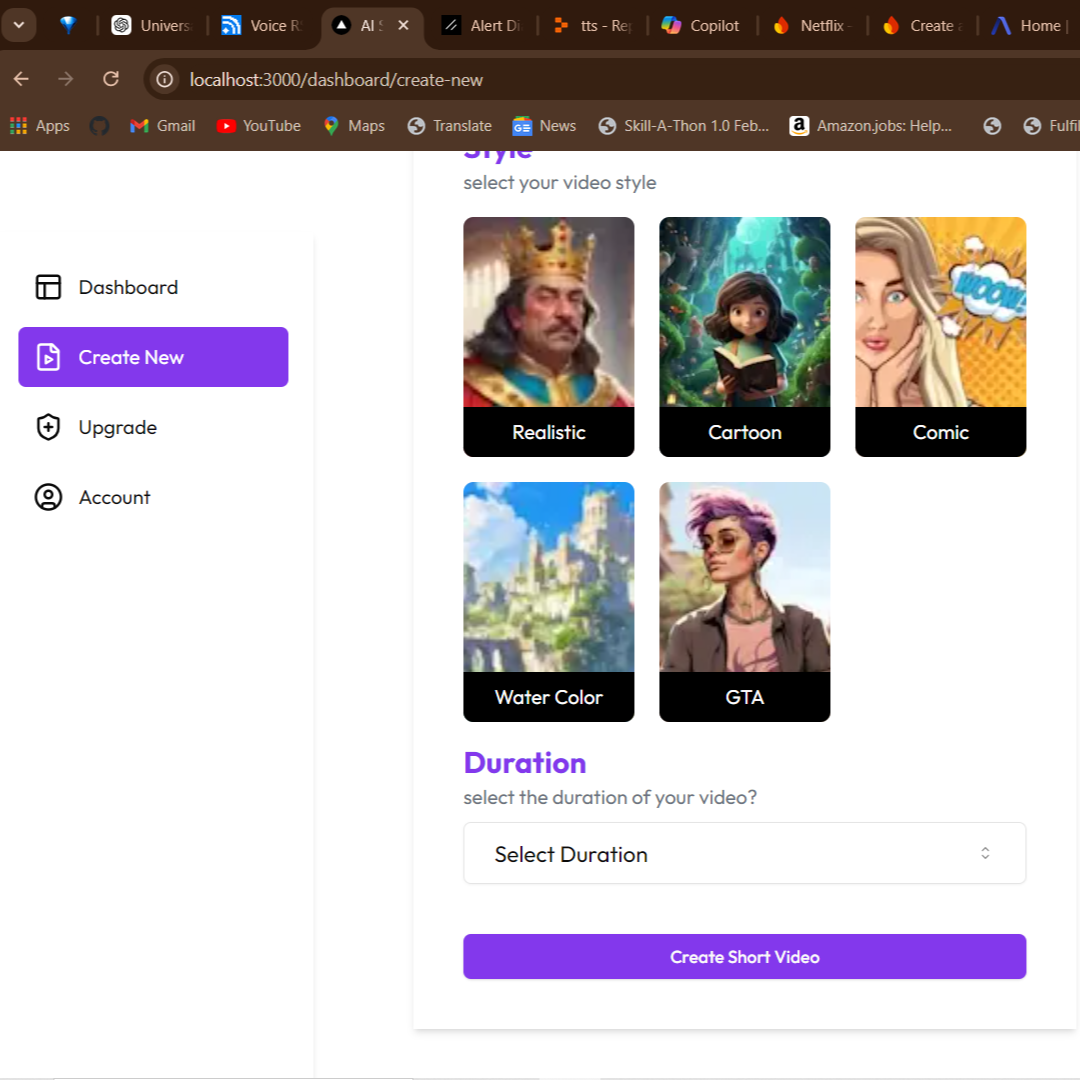 Univers
Voice R
AI S
Alert Di
tts - Rep
Copilot
Netflix -
Create a
Home |
localhost:3000/dashboard/create-new
Apps
Gmail
YouTube
Maps
Translate
News
Skill-A-Thon 1.0 Feb...
Amazon.jobs: Help...
Fulfil
Style
select your video style
Dashboard
Create New
Upgrade
Account
WOOW!
Realistic
Cartoon
Comic
Water Color
GTA
Duration
select the duration of your video?
Select Duration
Create Short Video